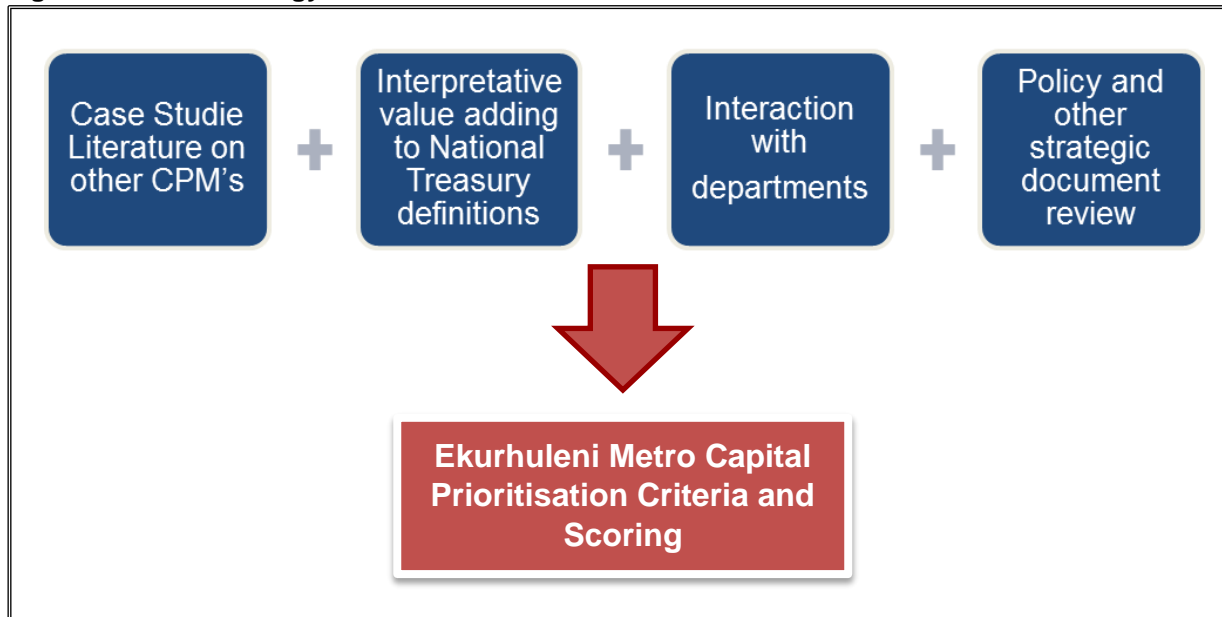 Case Studie
Literature on
other CPM's
Interpretative
value adding
to National
Treasury
definitions
Interaction
with
departments
Policy and
other
strategic
document
review
Ekurhuleni Metro Capital
Prioritisation Criteria and
Scoring